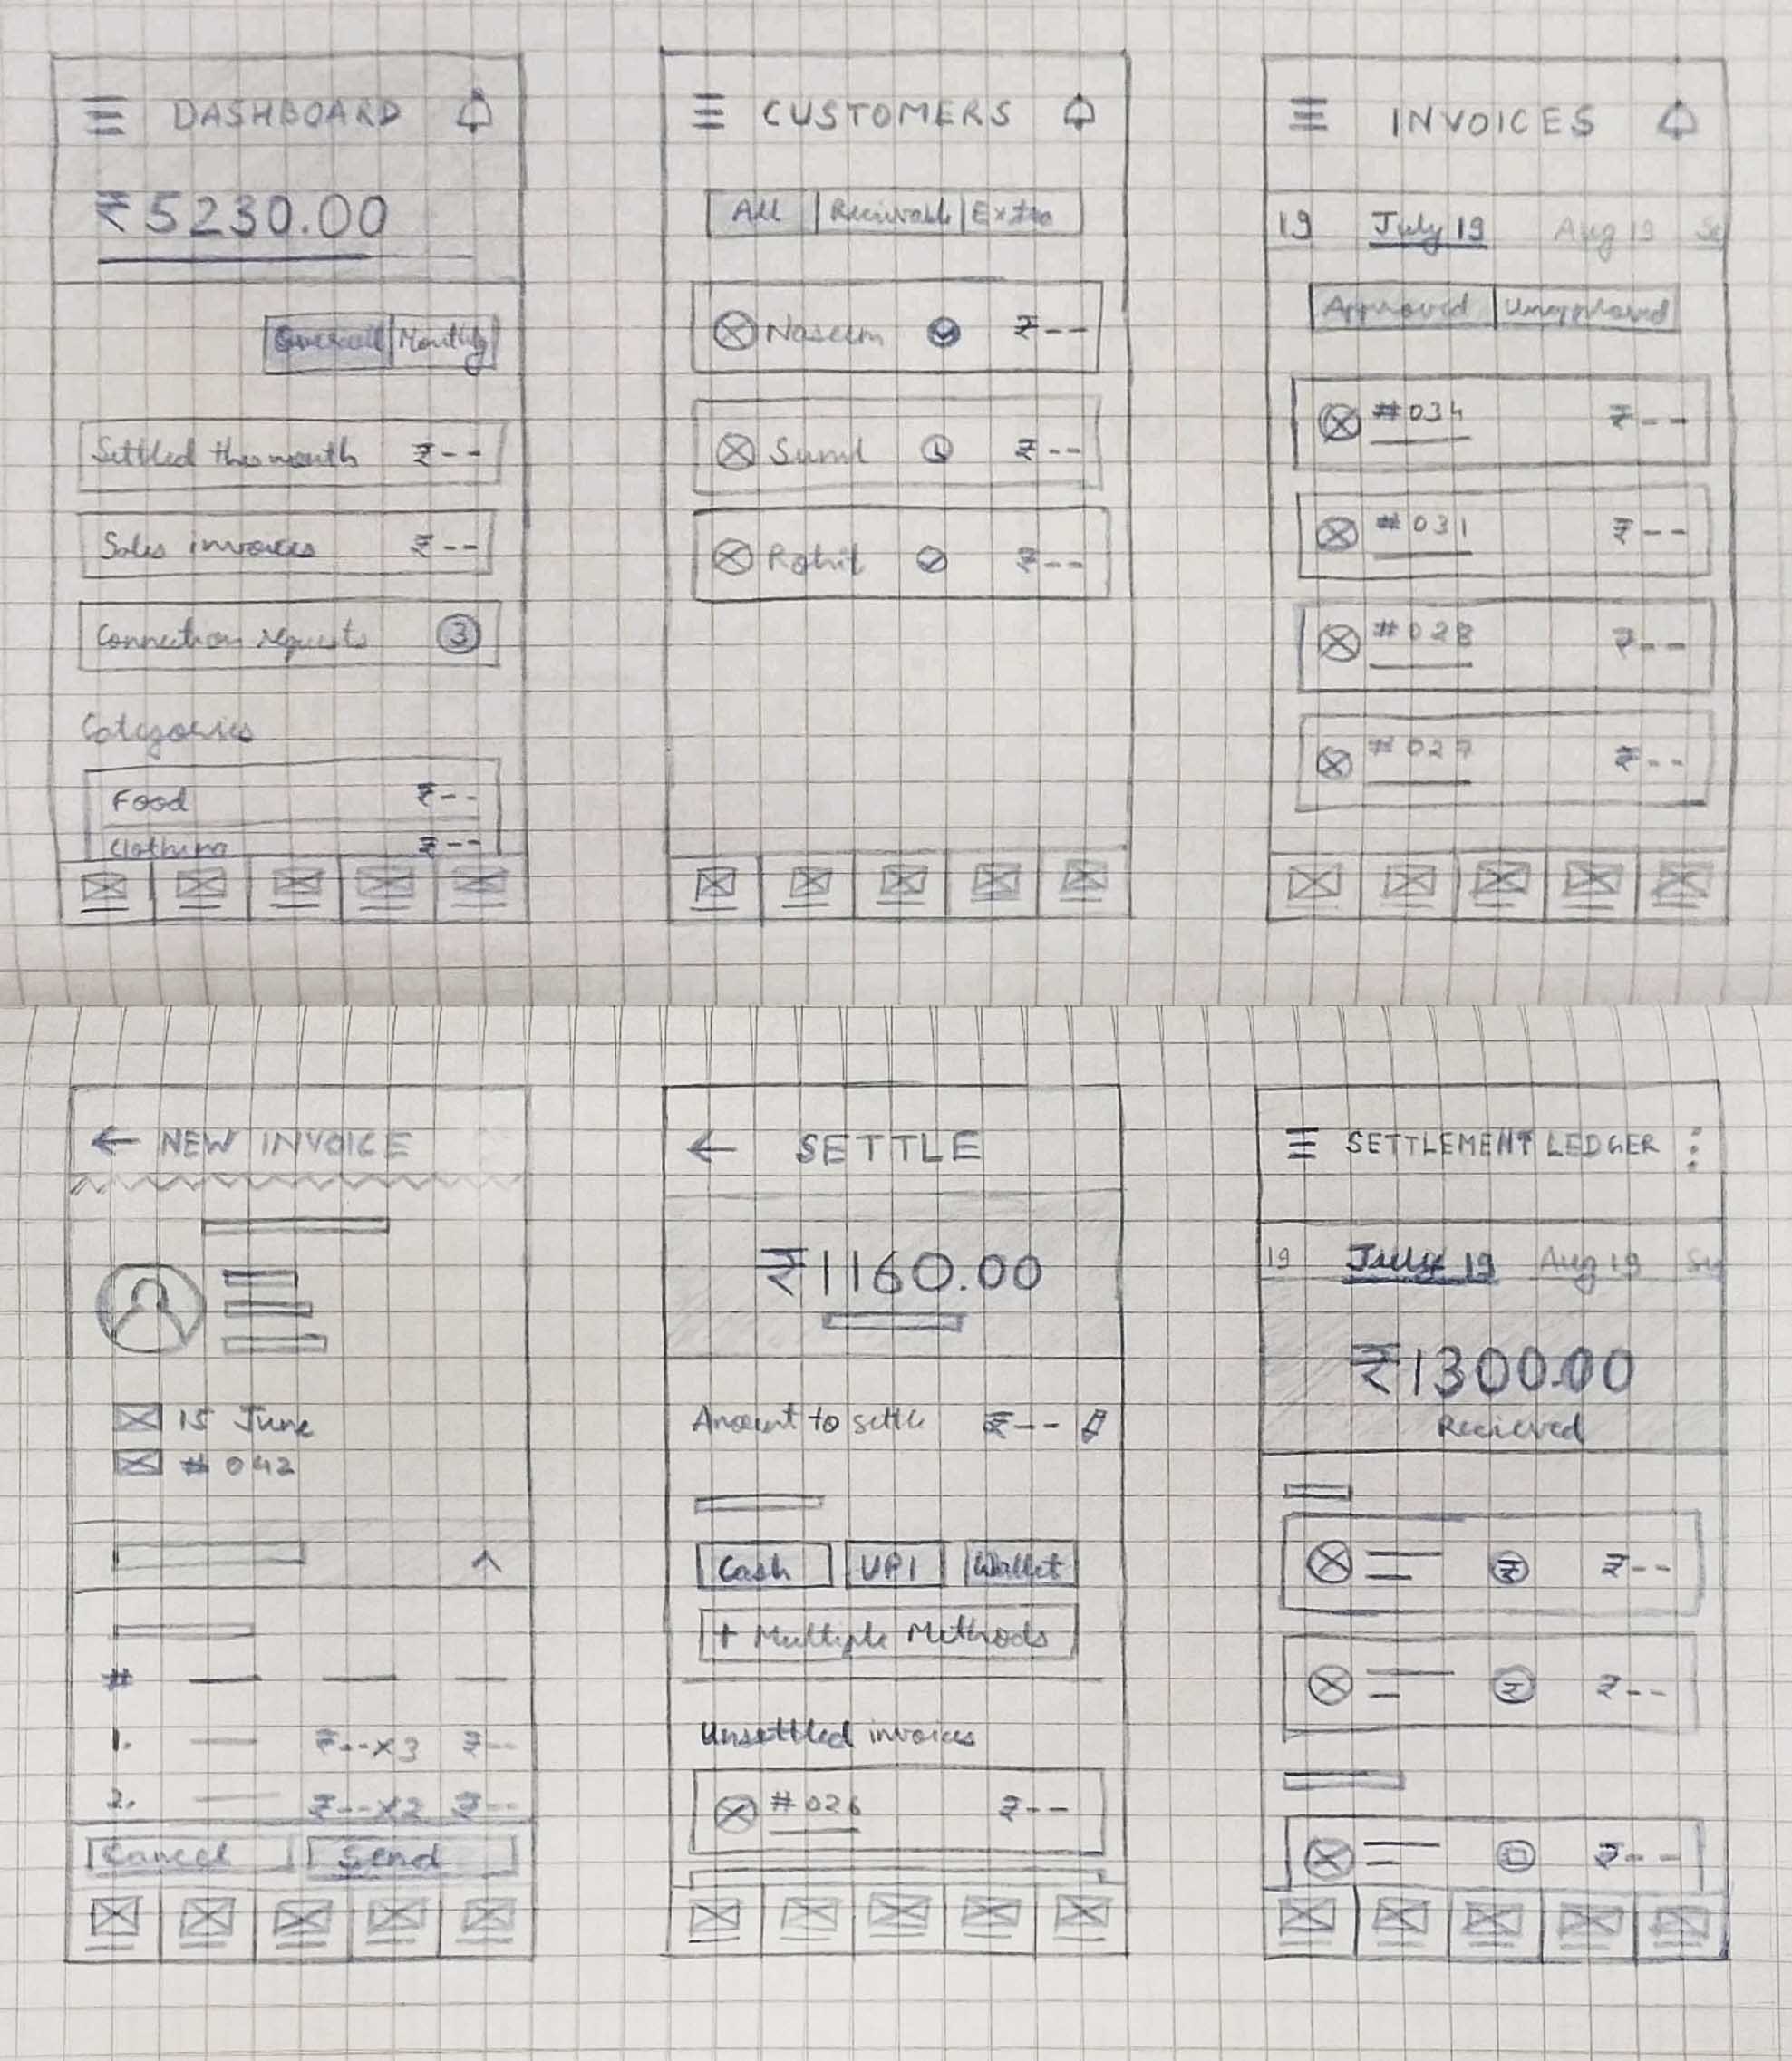 DASHBOARD
₹5230.00
Overall Monthly
Settled this month ₹--
Sales invoices ₹--
Connection requests 3
Categories
Food ₹--
Clothing ₹--
CUSTOMERS
All Recievable Extra
Naseem ₹--
₹--
Rohit ₹--
INVOICES
19 July 19 Aug 19 Se
Approved Unapproved
#034 ₹--
#031 ₹--
#028 ₹--
#027 ₹--
← NEW INVOICE
15 June
#042
#
1. ₹--x3 ₹--
2. ₹--x2 ₹--
Cancel Send
← SETTLE
₹1160.00
Amount to settle ₹--
Cash UPI Wallet
+ Multiple Methods
Unsettled invoices
#026 ₹--
SETTLEMENT LEDGER
19 July 19 Aug 19 Se
₹1300.00
Recieved
₹ ₹--
₹ ₹--
₹--